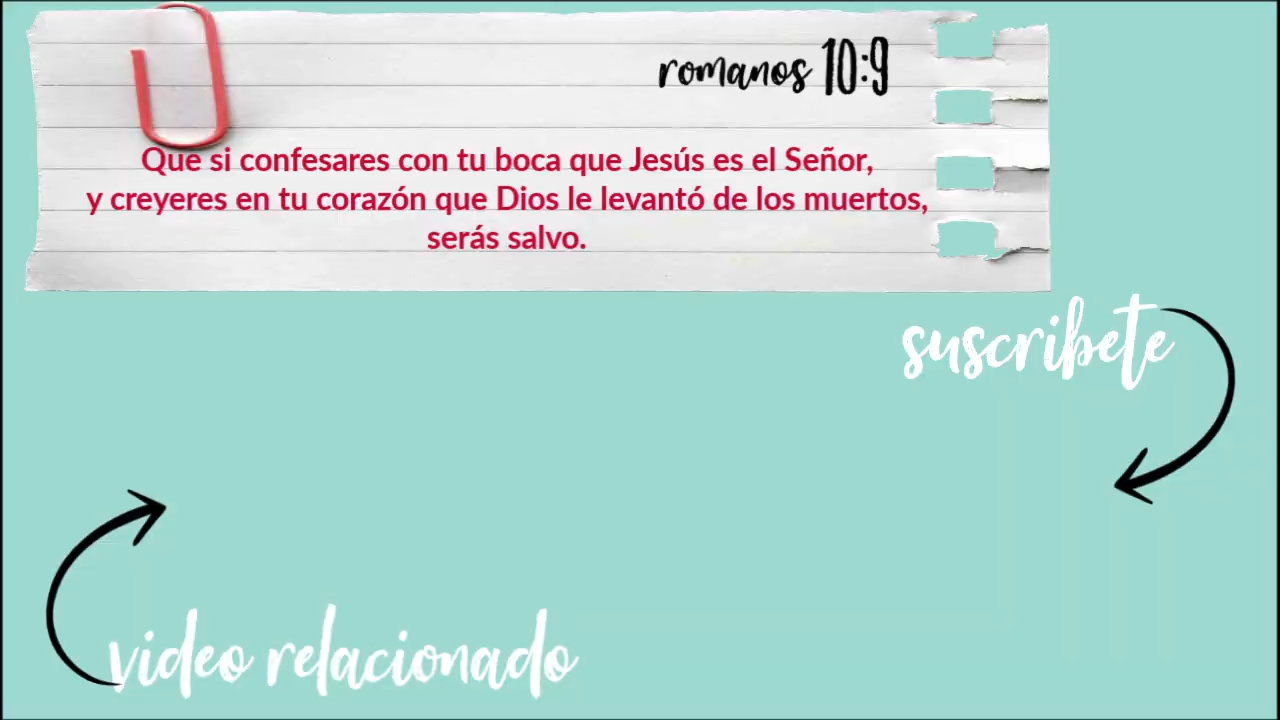 romanos 10:9
Que si confesares con tu boca que Jesús es el Señor,
y creyeres en tu corazón que Dios le levantó de los muertos,
serás salvo.
suscribete
video relacionado